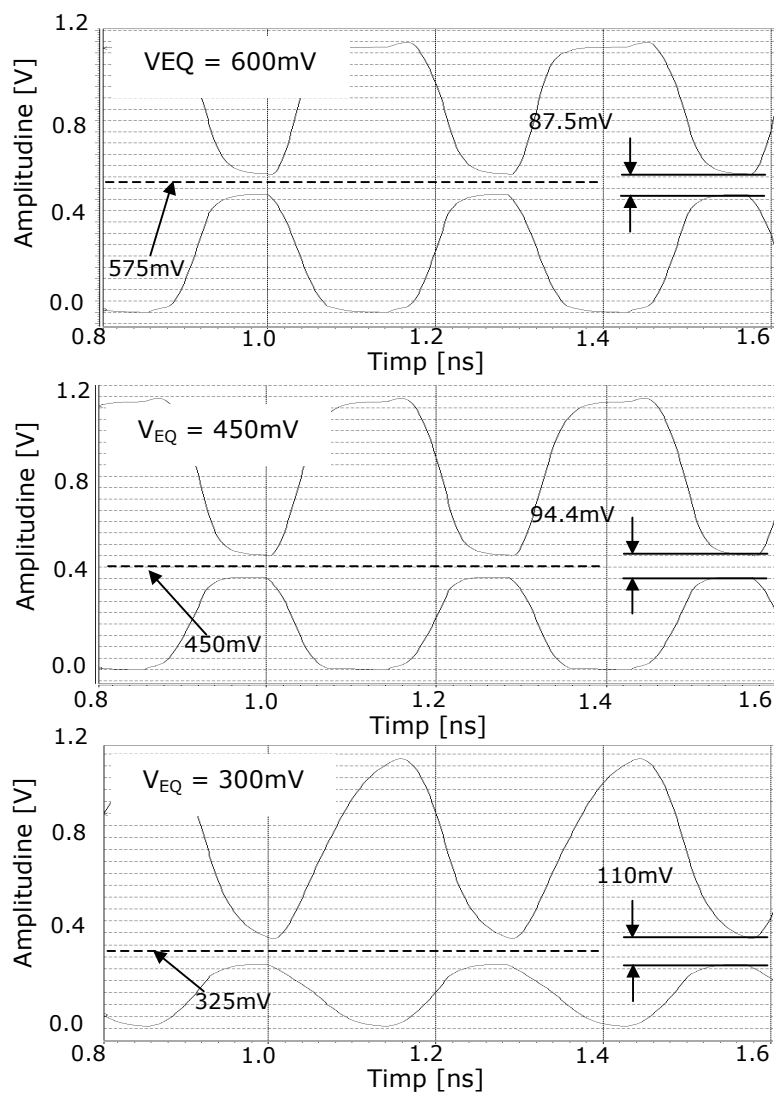 1.2
VEQ = 600mV
0.8
87.5mV
Amplitudine [V]
0.4
575mV
0.0
0.8 1.0 1.2 1.4 1.6
Timp [ns]
1.2
VEQ = 450mV
0.8
94.4mV
Amplitudine [V]
0.4
450mV
0.0
0.8 1.0 1.2 1.4 1.6
Timp [ns]
1.2
VEQ = 300mV
0.8
110mV
Amplitudine [V]
0.4
325mV
0.0
0.8 1.0 1.2 1.4 1.6
Timp [ns]